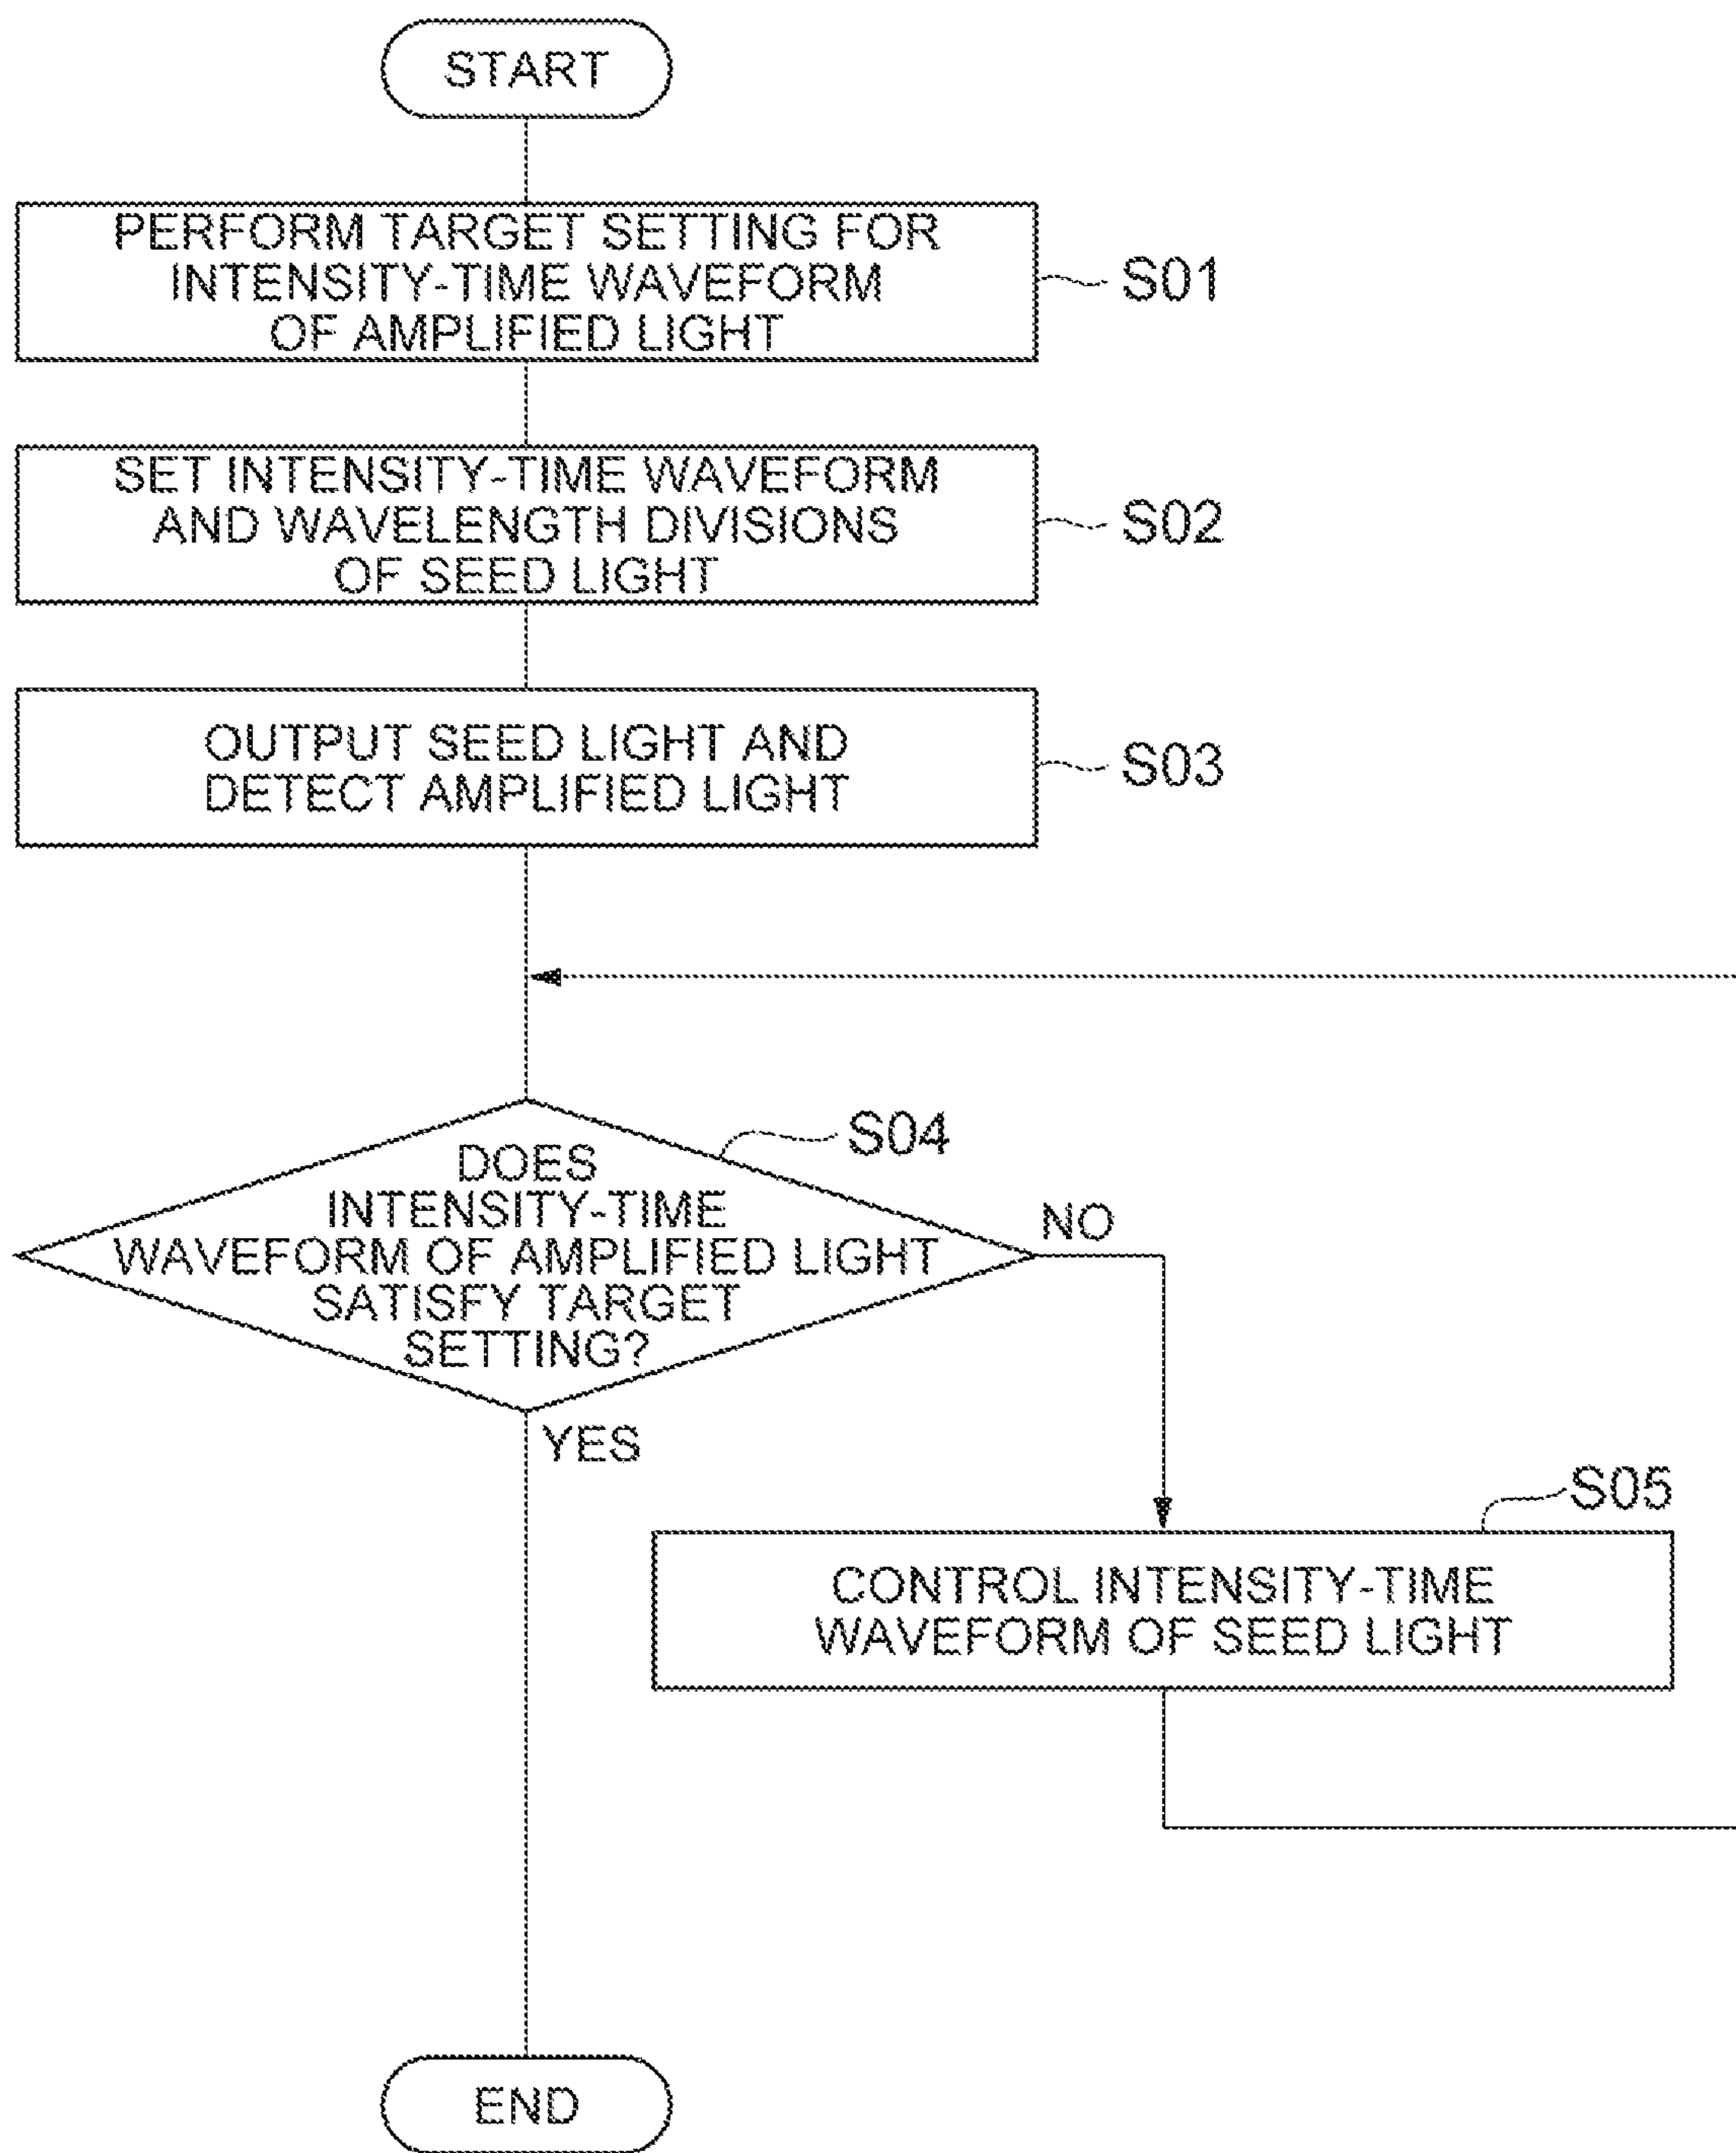 START
PERFORM TARGET SETTING FOR
INTENSITY-TIME WAVEFORM
OF AMPLIFIED LIGHT
S01
SET INTENSITY-TIME WAVEFORM
AND WAVELENGTH DIVISIONS
OF SEED LIGHT
S02
OUTPUT SEED LIGHT AND
DETECT AMPLIFIED LIGHT
S03
S04
DOES
INTENSITY-TIME
WAVEFORM OF AMPLIFIED LIGHT
SATISFY TARGET
SETTING?
NO
YES
S05
CONTROL INTENSITY-TIME
WAVEFORM OF SEED LIGHT
END